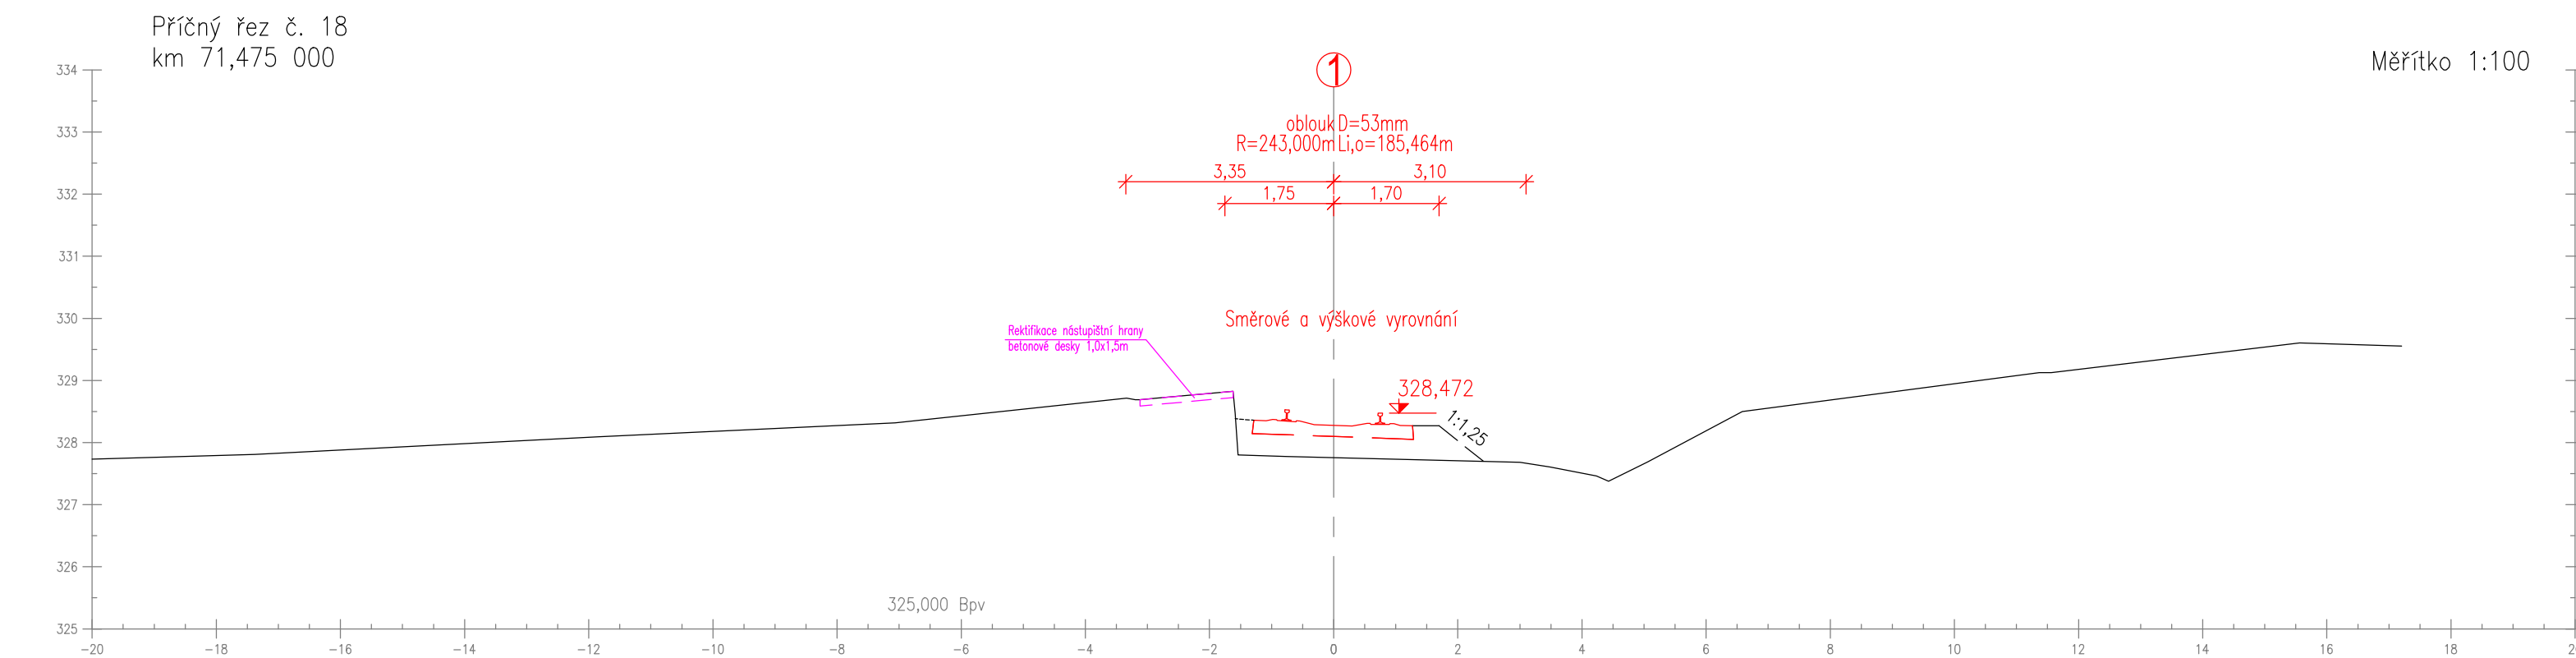 Příčný řez č. 18
km 71,475 000
Měřítko 1:100
1
oblouk D=53mm
R=243,000m Li,o=185,464m
3,35 3,10
1,75 1,70
Směrové a výškové vyrovnání
Rektifikace nástupištní hrany
betonové desky 1,0x1,5m
328,472
1:1,25
325,000 Bpv
334
333
332
331
330
329
328
327
326
325
-20 -18 -16 -14 -12 -10 -8 -6 -4 -2 0 2 4 6 8 10 12 14 16 18 2